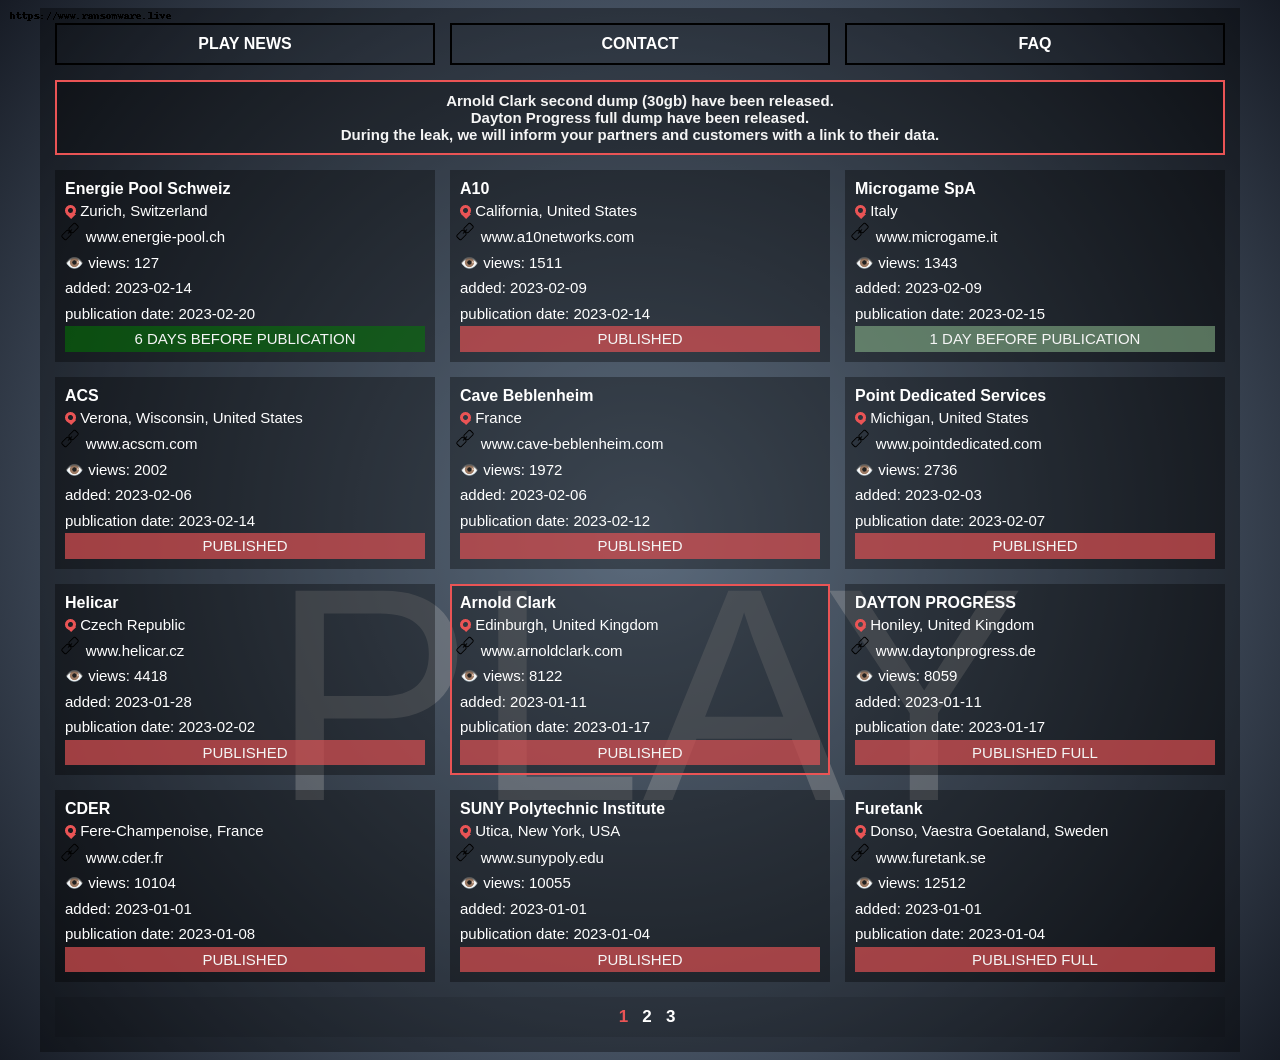 https://www.ransomware.live
PLAY NEWS
CONTACT
FAQ
Arnold Clark second dump (30gb) have been released.
Dayton Progress full dump have been released.
During the leak, we will inform your partners and customers with a link to their data.
Energie Pool Schweiz
Zurich, Switzerland
www.energie-pool.ch
views: 127
added: 2023-02-14
publication date: 2023-02-20
6 DAYS BEFORE PUBLICATION
A10
California, United States
www.a10networks.com
views: 1511
added: 2023-02-09
publication date: 2023-02-14
PUBLISHED
Microgame SpA
Italy
www.microgame.it
views: 1343
added: 2023-02-09
publication date: 2023-02-15
1 DAY BEFORE PUBLICATION
ACS
Verona, Wisconsin, United States
www.acscm.com
views: 2002
added: 2023-02-06
publication date: 2023-02-14
PUBLISHED
Cave Beblenheim
France
www.cave-beblenheim.com
views: 1972
added: 2023-02-06
publication date: 2023-02-12
PUBLISHED
Point Dedicated Services
Michigan, United States
www.pointdedicated.com
views: 2736
added: 2023-02-03
publication date: 2023-02-07
PUBLISHED
Helicar
Czech Republic
www.helicar.cz
views: 4418
added: 2023-01-28
publication date: 2023-02-02
PUBLISHED
Arnold Clark
Edinburgh, United Kingdom
www.arnoldclark.com
views: 8122
added: 2023-01-11
publication date: 2023-01-17
PUBLISHED
DAYTON PROGRESS
Honiley, United Kingdom
www.daytonprogress.de
views: 8059
added: 2023-01-11
publication date: 2023-01-17
PUBLISHED FULL
PLAY
CDER
Fere-Champenoise, France
www.cder.fr
views: 10104
added: 2023-01-01
publication date: 2023-01-08
PUBLISHED
SUNY Polytechnic Institute
Utica, New York, USA
www.sunypoly.edu
views: 10055
added: 2023-01-01
publication date: 2023-01-04
PUBLISHED
Furetank
Donso, Vaestra Goetaland, Sweden
www.furetank.se
views: 12512
added: 2023-01-01
publication date: 2023-01-04
PUBLISHED FULL
1 2 3